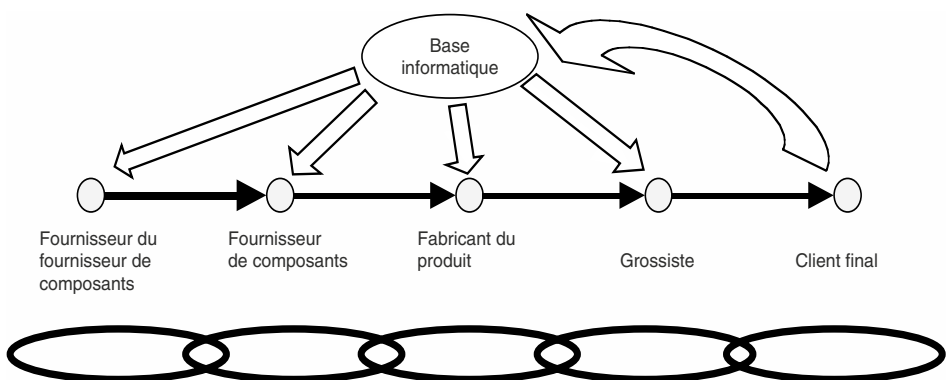 Base
informatique
Fournisseur du
fournisseur de
composants
Fournisseur
de composants
Fabricant du
produit
Grossiste
Client final